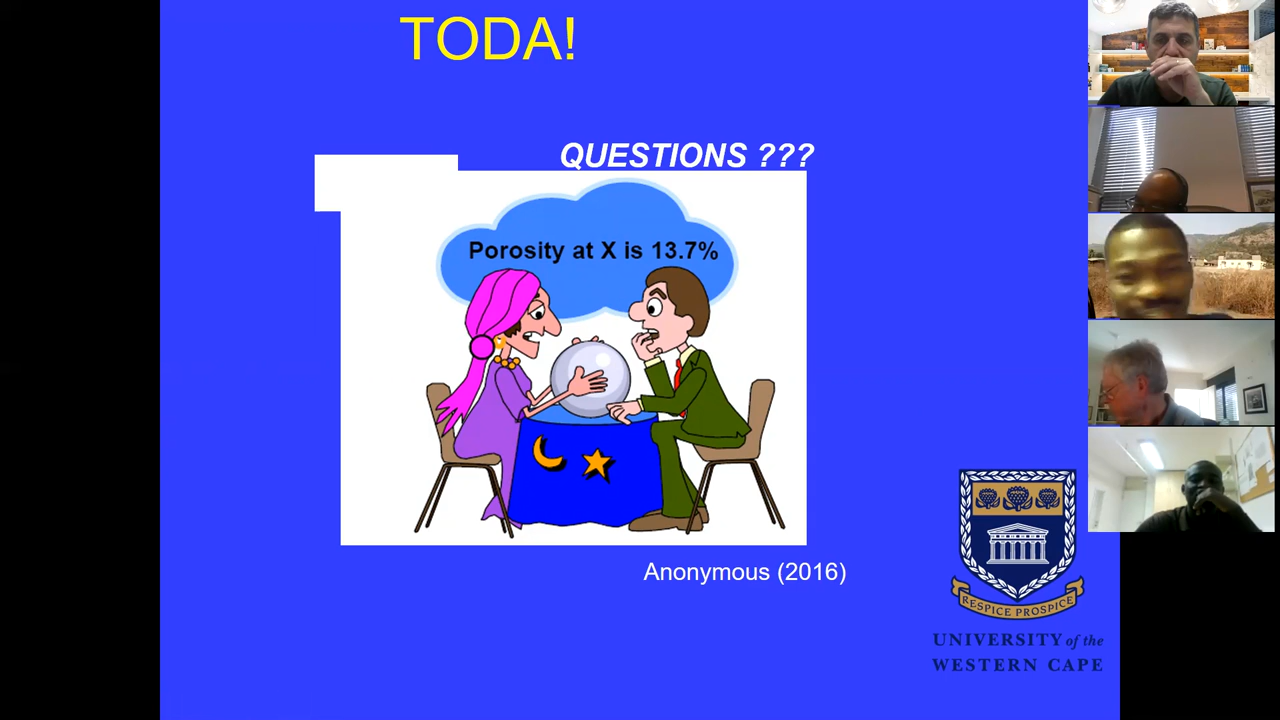 TODA!
QUESTIONS ???
Porosity at X is 13.7%
Anonymous (2016)
RESPICE PROSPICE
UNIVERSITY of the
WESTERN CAPE